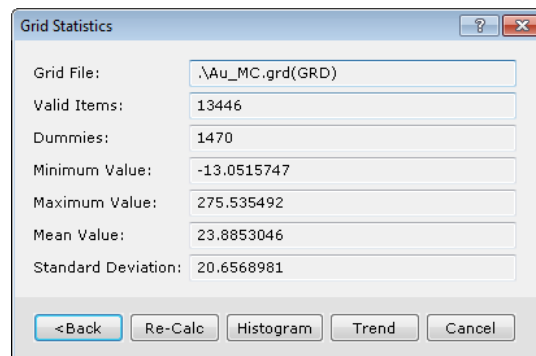 Grid Statistics
Grid File: .\Au_MC.grd(GRD)
Valid Items: 13446
Dummies: 1470
Minimum Value: -13.0515747
Maximum Value: 275.535492
Mean Value: 23.8853046
Standard Deviation: 20.6568981
<Back Re-Calc Histogram Trend Cancel